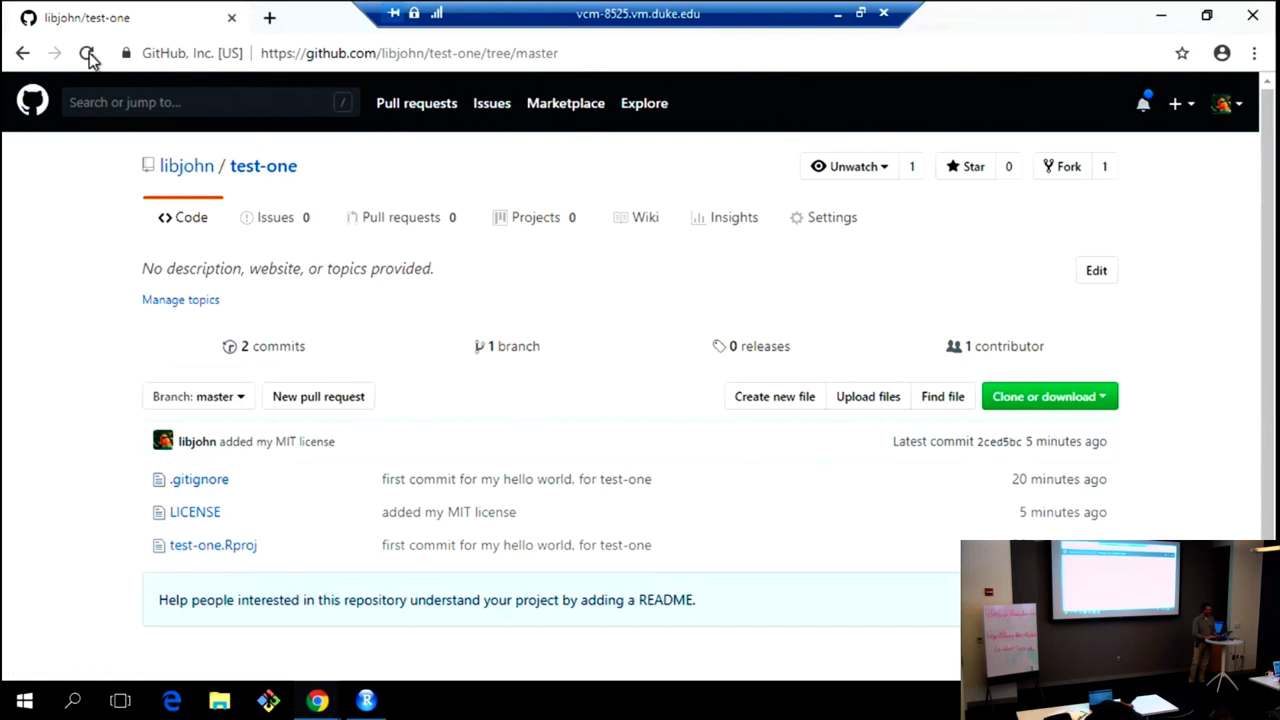 libjohn/test-one
vcm-8525.vm.duke.edu
GitHub, Inc. [US] https://github.com/libjohn/test-one/tree/master
Search or jump to... / Pull requests Issues Marketplace Explore
libjohn / test-one Unwatch 1 Star 0 Fork 1
Code Issues 0 Pull requests 0 Projects 0 Wiki Insights Settings
No description, website, or topics provided. Edit
Manage topics
2 commits 1 branch 0 releases 1 contributor
Branch: master New pull request Create new file Upload files Find file Clone or download
libjohn added my MIT license Latest commit 2ced5bc 5 minutes ago
.gitignore first commit for my hello world, for test-one 20 minutes ago
LICENSE added my MIT license 5 minutes ago
test-one.Rproj first commit for my hello world, for test-one
Help people interested in this repository understand your project by adding a README.